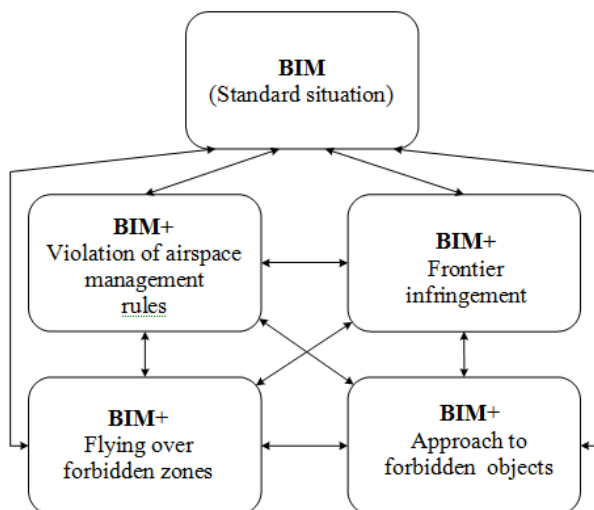 BIM
(Standard situation)
BIM+
Violation of airspace
management
rules
BIM+
Frontier
infringement
BIM+
Flying over
forbidden zones
BIM+
Approach to
forbidden objects